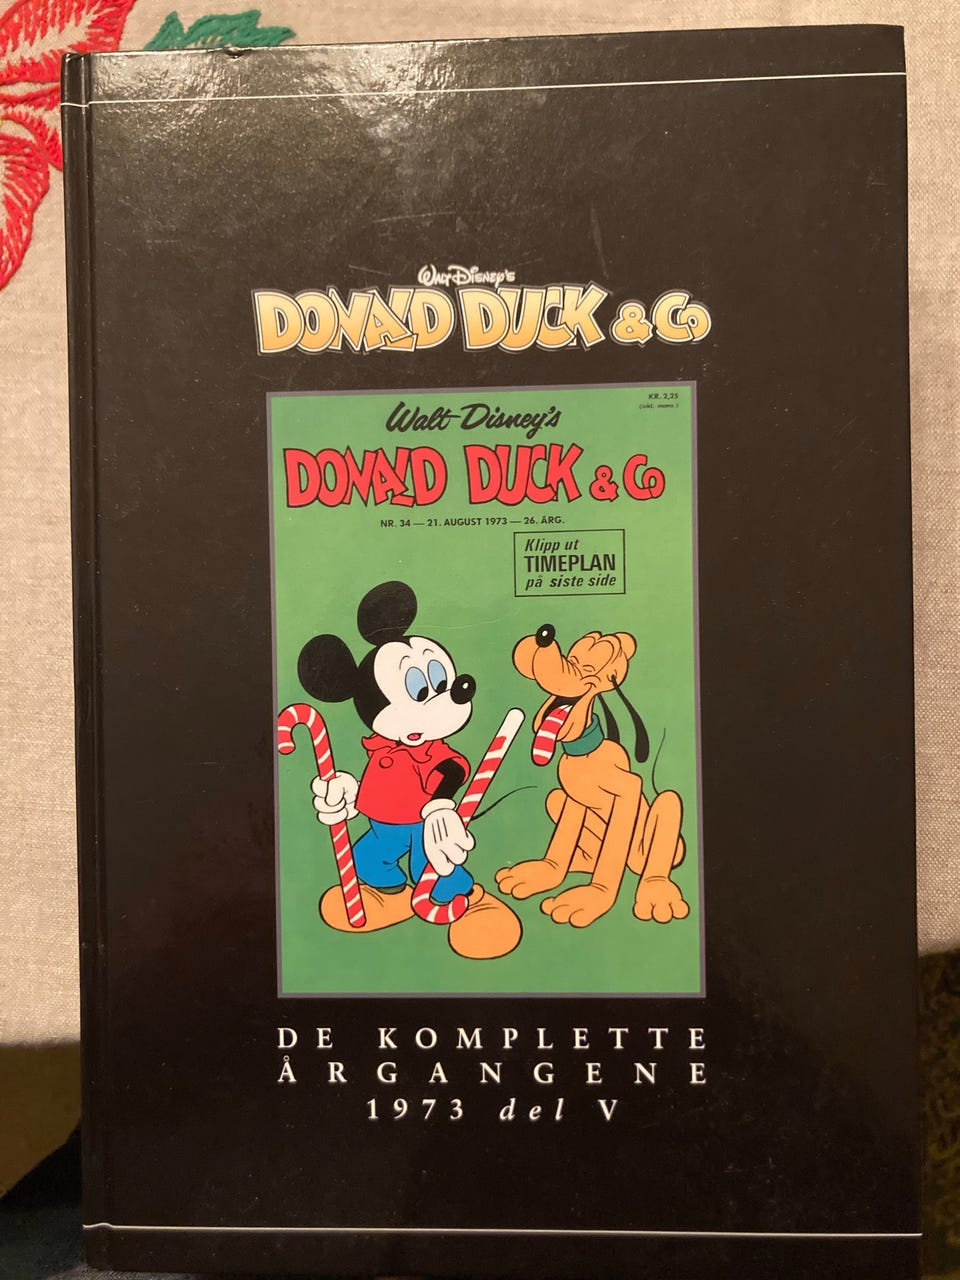 Walt Disney's
DONALD DUCK & Co
KR. 2,25
(inkl. moms.)
Walt Disney's
DONALD DUCK & Co
NR. 34 — 21. AUGUST 1973 — 26. ÅRG.
Klipp ut
TIMEPLAN
på siste side
DE KOMPLETTE
ÅRGANGENE
1973 del V